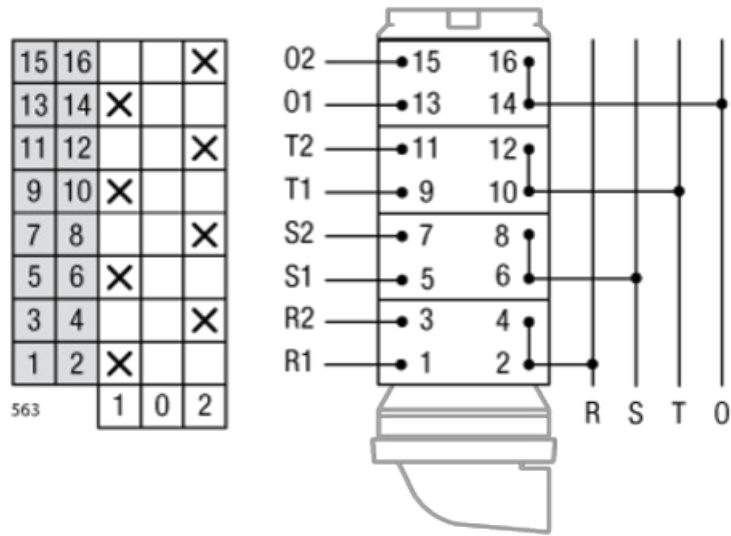 15 16 X
13 14 X
11 12 X
9 10 X
7 8 X
5 6 X
3 4 X
1 2 X
563 1 0 2
O2 15 16
O1 13 14
T2 11 12
T1 9 10
S2 7 8
S1 5 6
R2 3 4
R1 1 2
R S T O